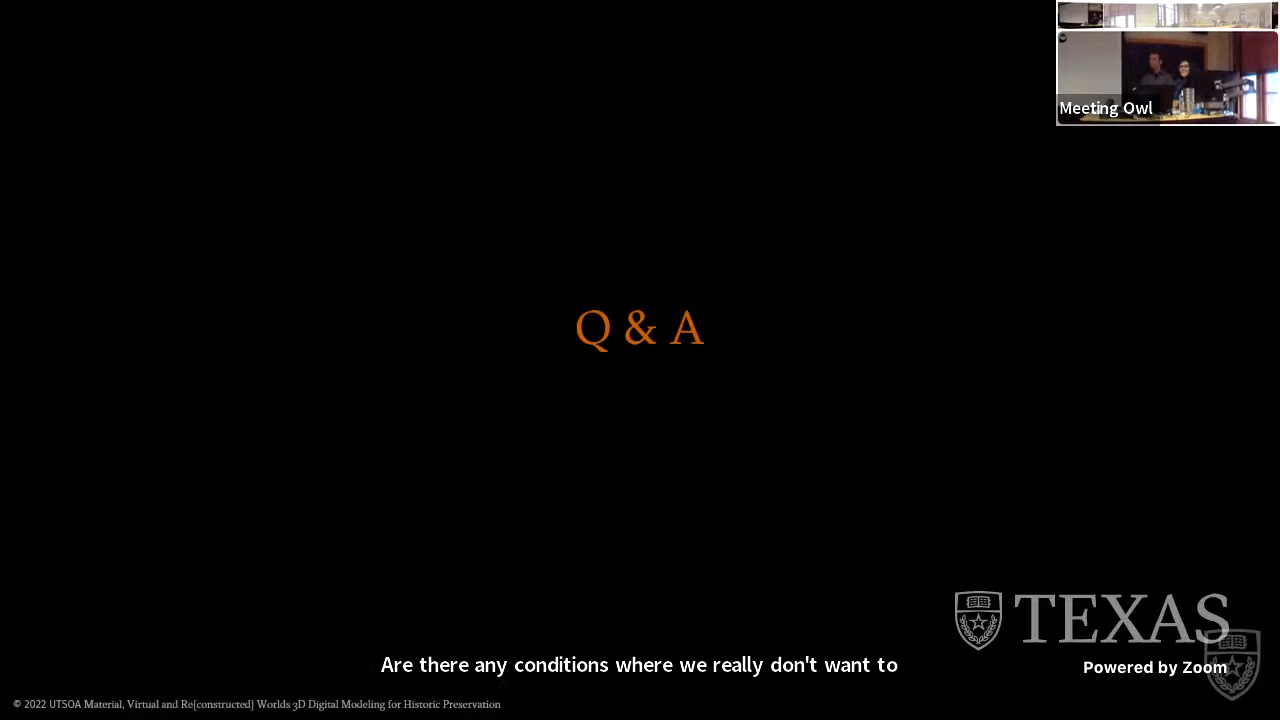 Meeting Owl
Q & A
TEXAS
Are there any conditions where we really don't want to
Powered by Zoom
© 2022 UTSOA Material, Virtual and Re{constructed} Worlds 3D Digital Modeling for Historic Preservation